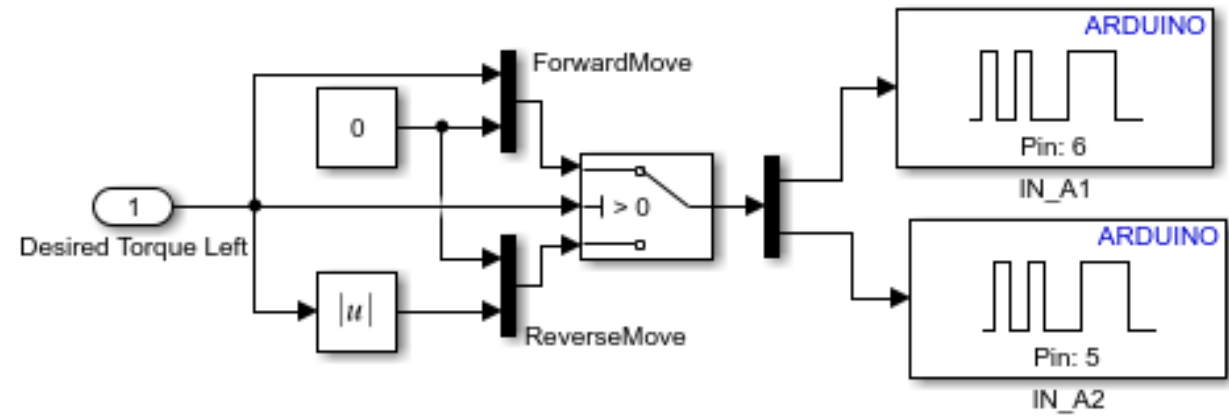 ARDUINO
ForwardMove
0
Pin: 6
IN_A1
1
> 0
Desired Torque Left
ARDUINO
|u|
ReverseMove
Pin: 5
IN_A2